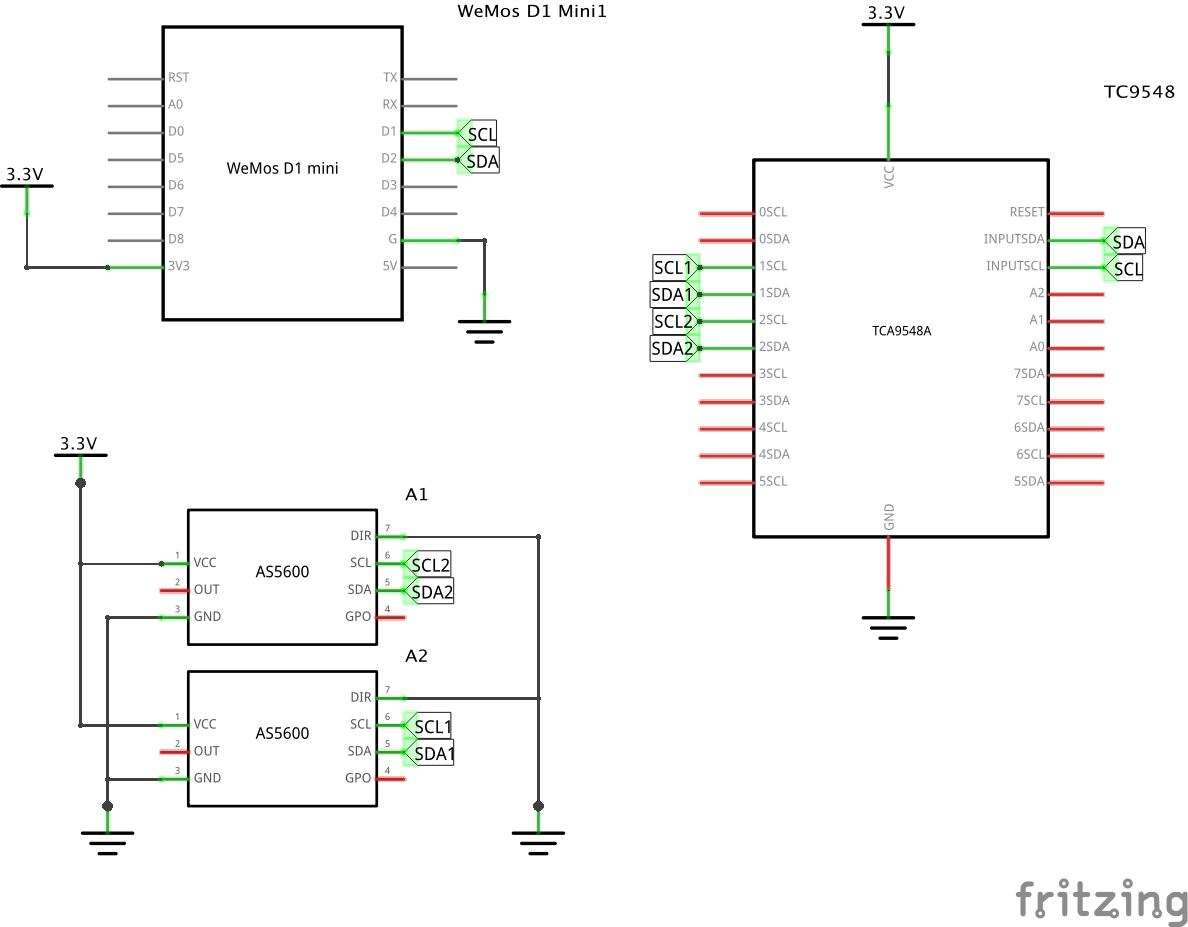 WeMos D1 Mini1
3.3V
TC9548
RST
A0
D0
D5
D6
D7
D8
3V3
WeMos D1 mini
TX
RX
D1
D2
D3
D4
G
5V
SCL
SDA
3.3V
VCC
0SCL
0SDA
1SCL
1SDA
2SCL
2SDA
3SCL
3SDA
4SCL
4SDA
5SCL
SCL1
SDA1
SCL2
SDA2
TCA9548A
RESET
INPUTSDA
INPUTSCL
A2
A1
A0
7SDA
7SCL
6SDA
6SCL
5SDA
SDA
SCL
GND
3.3V
A1
1 VCC
2 OUT
3 GND
AS5600
DIR 7
SCL 6
SDA 5
GPO 4
SCL2
SDA2
A2
1 VCC
2 OUT
3 GND
AS5600
DIR 7
SCL 6
SDA 5
GPO 4
SCL1
SDA1
fritzing